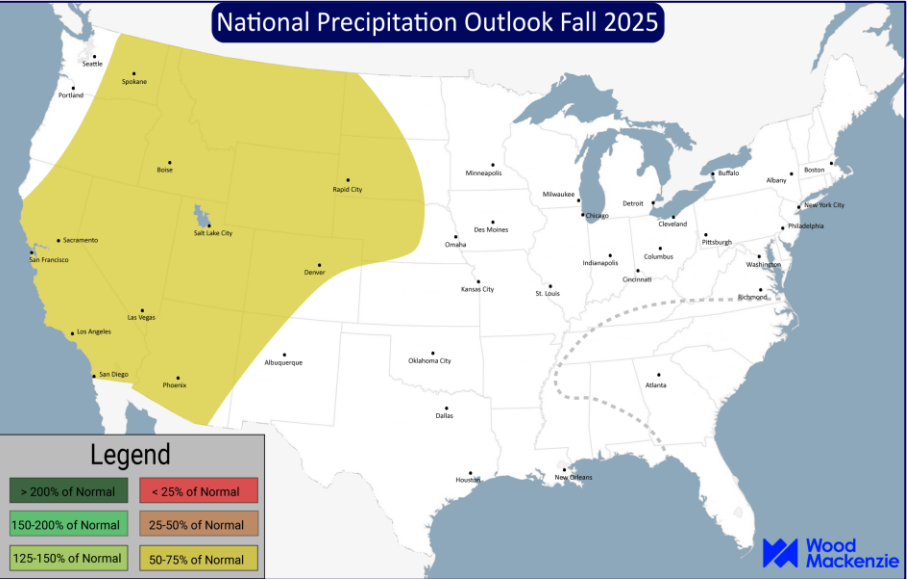 National Precipitation Outlook Fall 2025
Seattle
Spokane
Portland
Boise
Rapid City
Minneapolis
Buffalo
Albany
Boston
Milwaukee
Detroit
New York City
Chicago
Cleveland
Salt Lake City
Des Moines
Philadelphia
Sacramento
Omaha
Pittsburgh
San Francisco
Denver
Indianapolis
Columbus
Washington
Cincinnati
Kansas City
St. Louis
Richmond
Las Vegas
Los Angeles
Albuquerque
Oklahoma City
San Diego
Phoenix
Atlanta
Dallas
Houston
New Orleans
Legend
> 200% of Normal
< 25% of Normal
150-200% of Normal
25-50% of Normal
125-150% of Normal
50-75% of Normal
Wood
Mackenzie